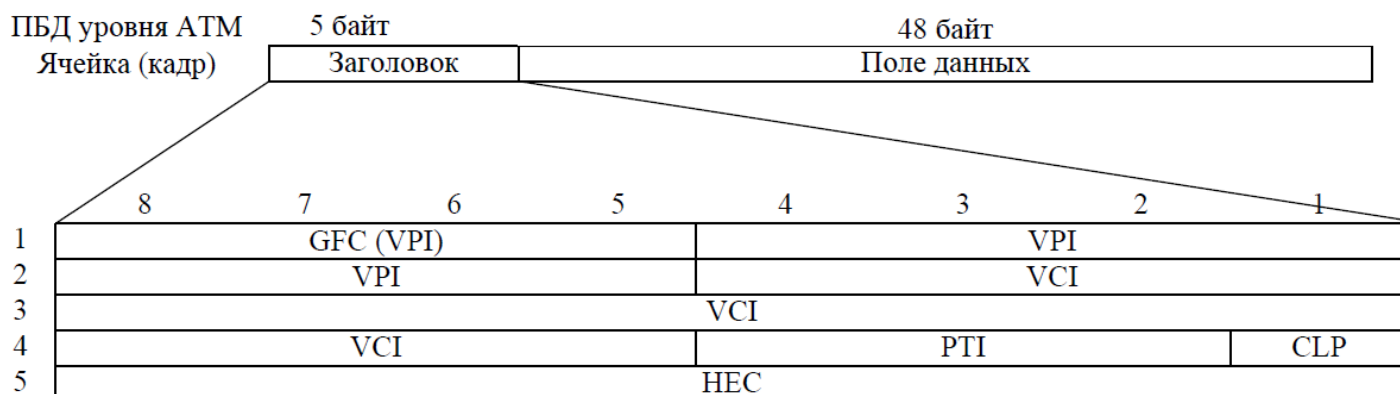 ПБД уровня АТМ 5 байт 48 байт
Ячейка (кадр) Заголовок Поле данных
8 7 6 5 4 3 2 1
1 GFC (VPI) VPI
2 VPI VCI
3 VCI
4 VCI PTI CLP
5 HEC